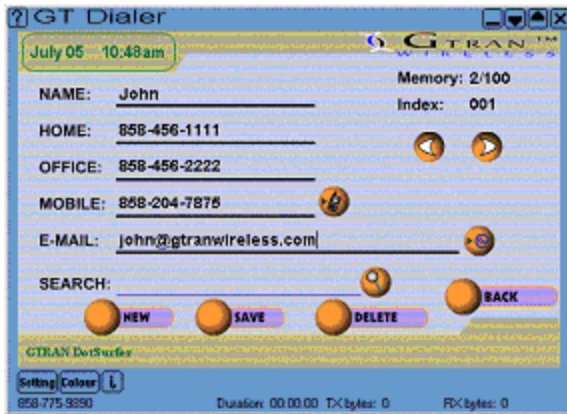 ? GT Dialer
July 05 10:48am
GTRAN™
WIRELESS
Memory: 2/100
NAME: John
Index: 001
HOME: 858-456-1111
OFFICE: 858-456-2222
MOBILE: 858-204-7875
E-MAIL: john@gtranwireless.com
@
SEARCH:
BACK
NEW SAVE DELETE
GTRAN DotSurfer
Setting Colour i
858-775-9890 Duration: 00:00:00 TX bytes: 0 RX bytes: 0